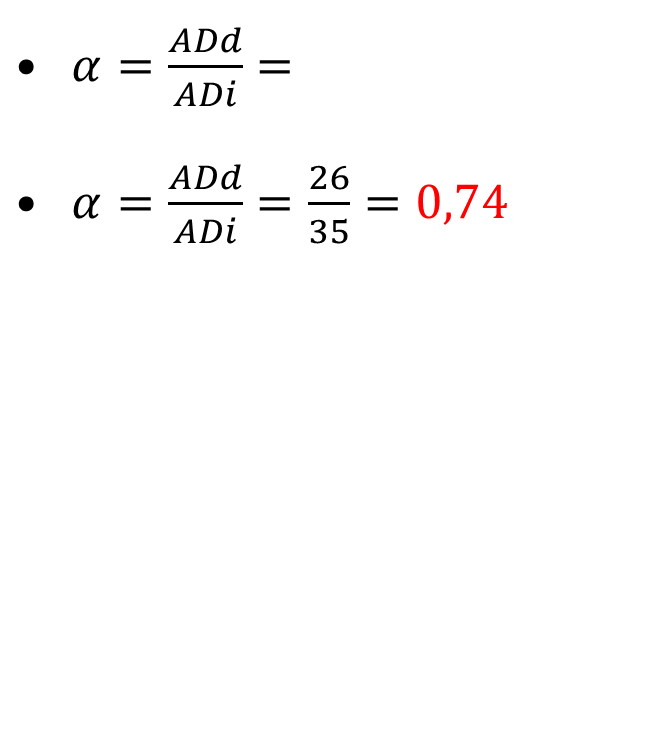 • α = ADd/ADi =
• α = ADd/ADi = 26/35 = 0,74